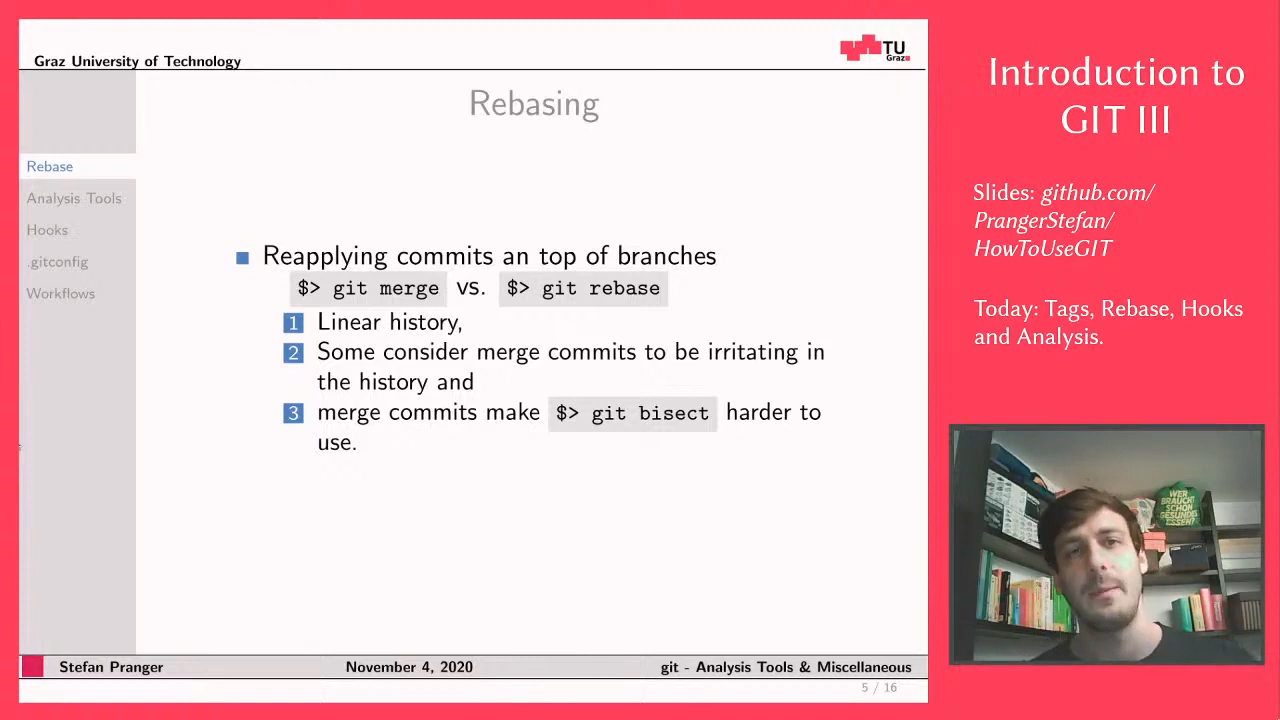 Graz University of Technology
TU
Graz
Rebasing
Rebase
Analysis Tools
Hooks
.gitconfig
Workflows
Reapplying commits an top of branches
$> git merge vs. $> git rebase
1 Linear history,
2 Some consider merge commits to be irritating in
the history and
3 merge commits make $> git bisect harder to
use.
Stefan Pranger November 4, 2020 git - Analysis Tools & Miscellaneous
5 / 16
Introduction to
GIT III
Slides: github.com/
PrangerStefan/
HowToUseGIT
Today: Tags, Rebase, Hooks
and Analysis.
WER
BRAUCHT
SCHON
GESUNDES
ESSEN?